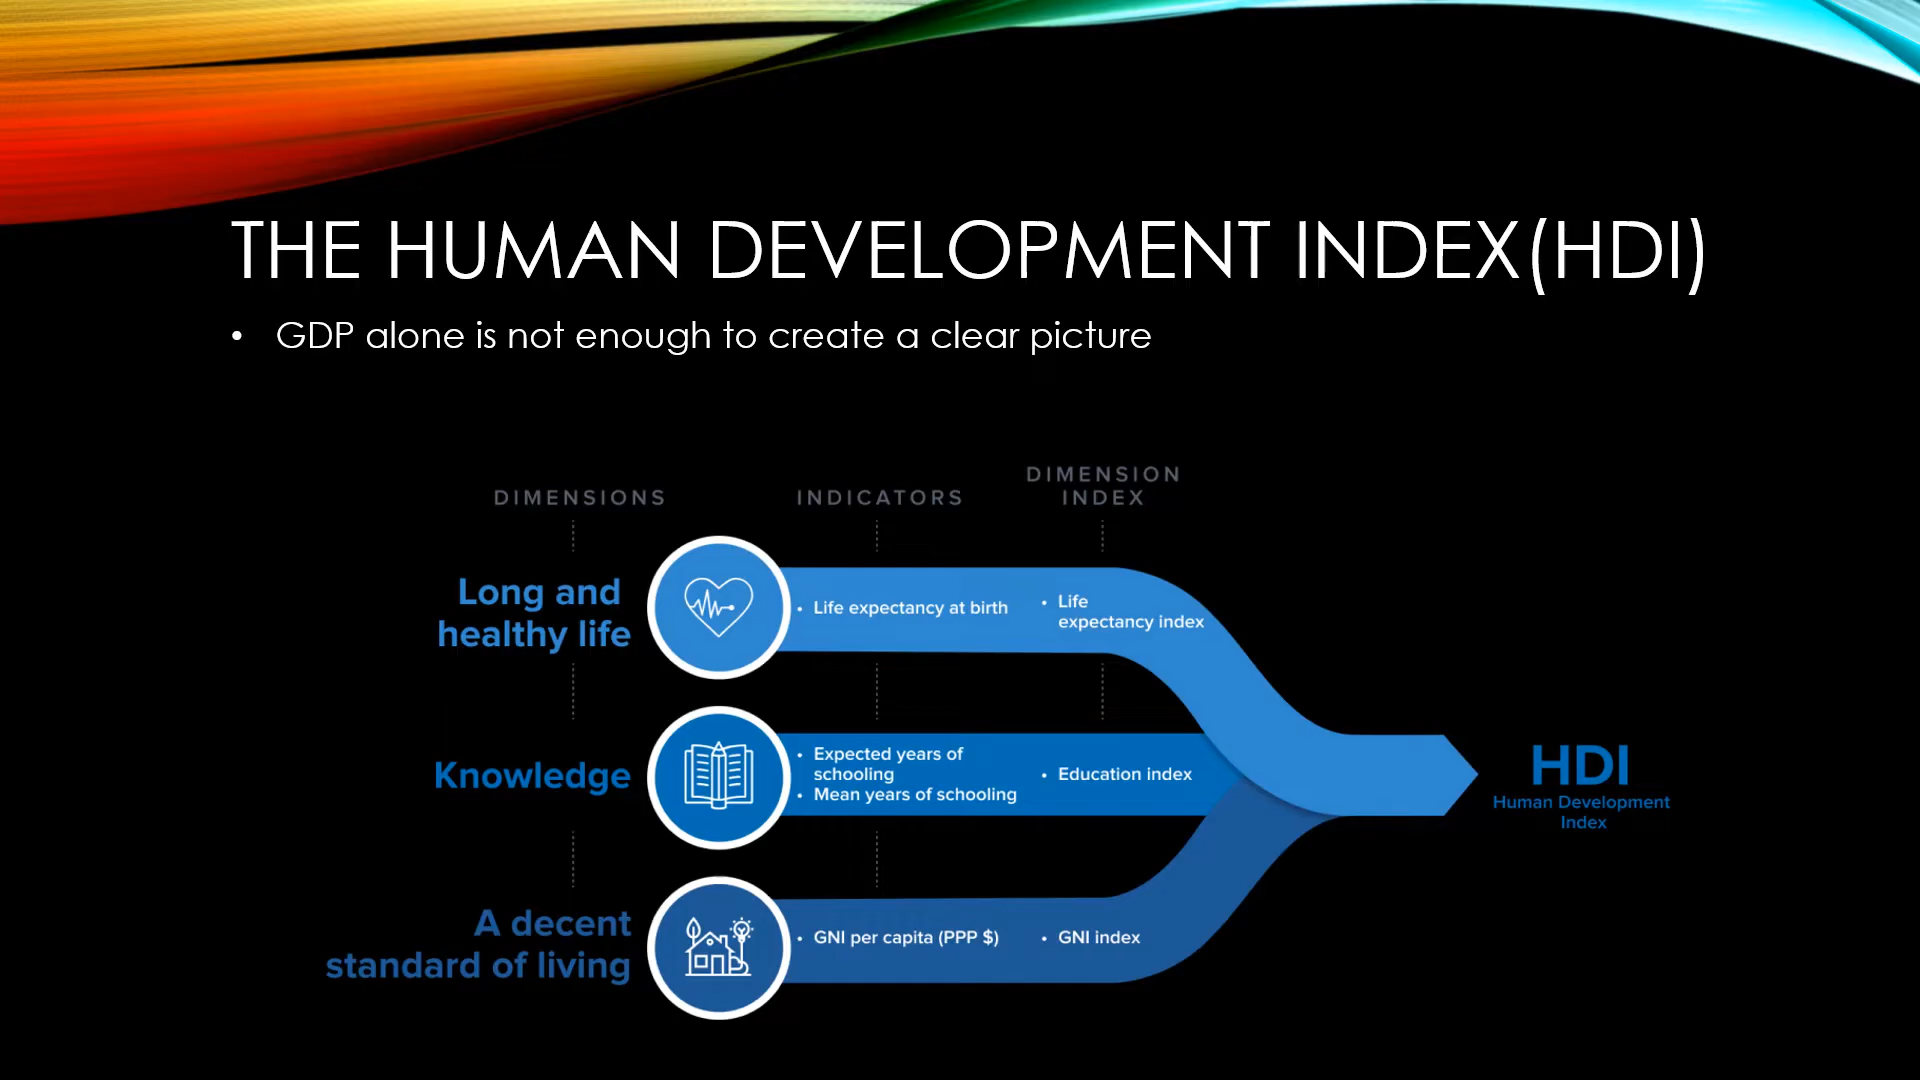 THE HUMAN DEVELOPMENT INDEX(HDI)
• GDP alone is not enough to create a clear picture
DIMENSIONS
INDICATORS
DIMENSION
INDEX
Long and
healthy life
• Life expectancy at birth
• Life
expectancy index
Knowledge
• Expected years of
schooling
• Mean years of schooling
• Education index
A decent
standard of living
• GNI per capita (PPP $)
• GNI index
HDI
Human Development
Index